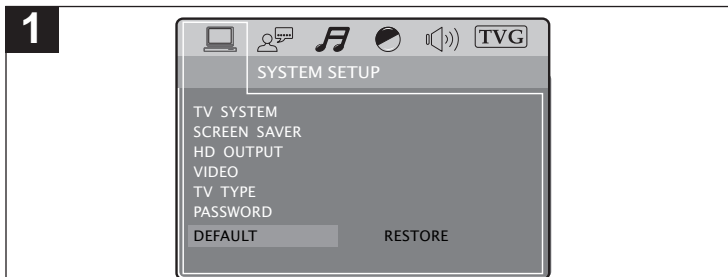 1
TVG
SYSTEM SETUP
TV SYSTEM
SCREEN SAVER
HD OUTPUT
VIDEO
TV TYPE
PASSWORD
DEFAULT RESTORE